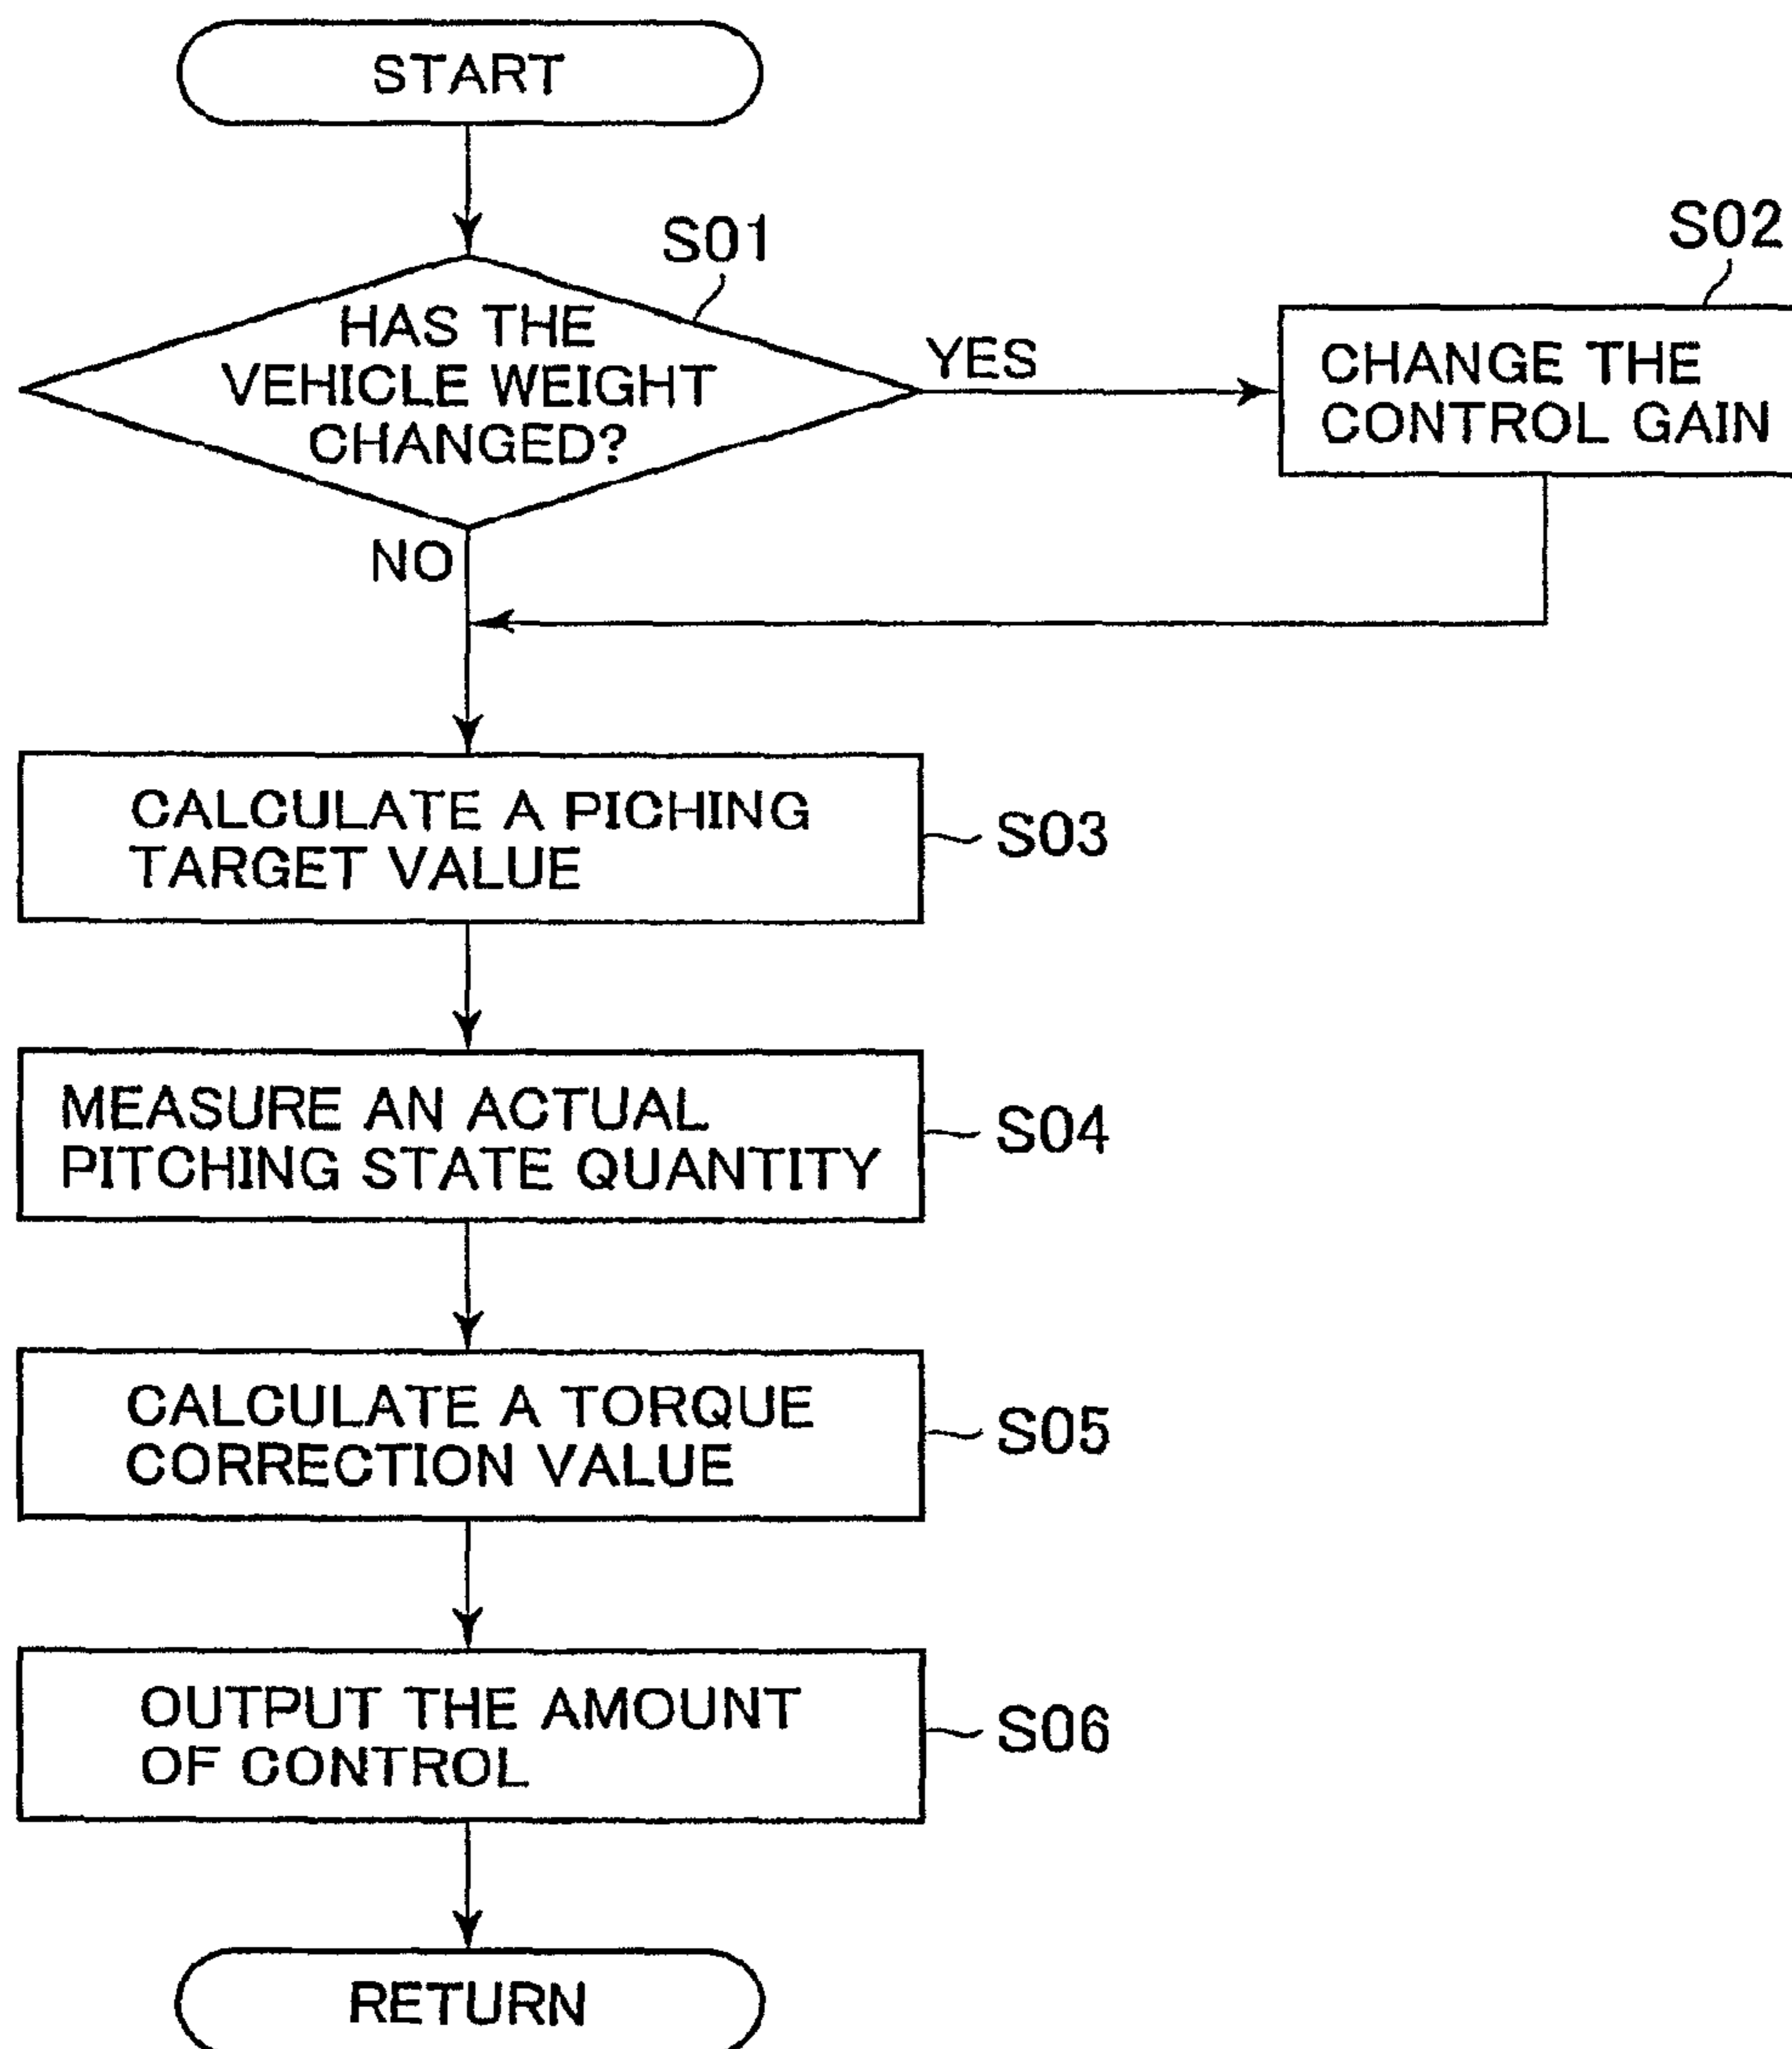 START
S01
HAS THE
VEHICLE WEIGHT
CHANGED?
YES
S02
CHANGE THE
CONTROL GAIN
NO
CALCULATE A PICHING
TARGET VALUE
S03
MEASURE AN ACTUAL
PITCHING STATE QUANTITY
S04
CALCULATE A TORQUE
CORRECTION VALUE
S05
OUTPUT THE AMOUNT
OF CONTROL
S06
RETURN